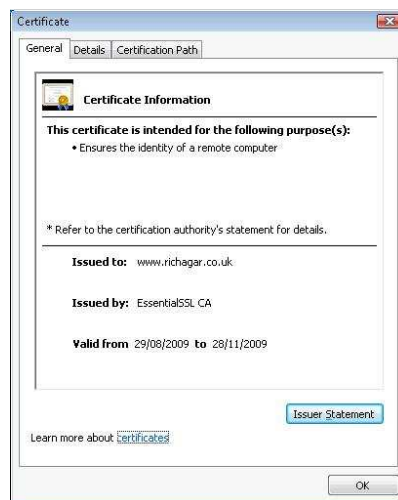 Certificate
General Details Certification Path
Certificate Information
This certificate is intended for the following purpose(s):
• Ensures the identity of a remote computer
* Refer to the certification authority's statement for details.
Issued to: www.richagar.co.uk
Issued by: EssentialSSL CA
Valid from 29/08/2009 to 28/11/2009
Issuer Statement
Learn more about certificates
OK